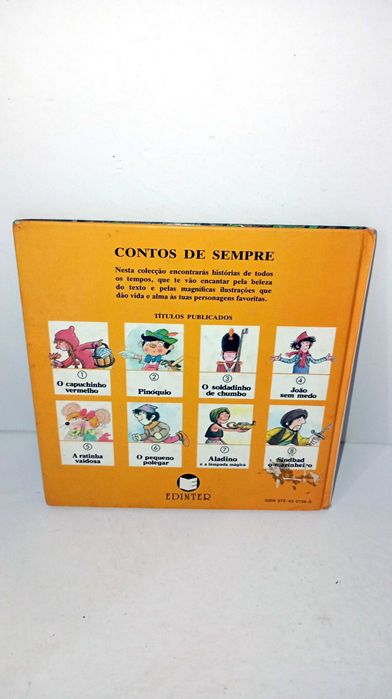 CONTOS DE SEMPRE
Nesta colecção encontrarás histórias de todos
os tempos, que te vão encantar pela beleza
do texto e pelas magníficas ilustrações que
dão vida e alma às tuas personagens favoritas.
TÍTULOS PUBLICADOS
1
O capuchinho
vermelho
2
Pinóquio
3
O soldadinho
de chumbo
4
João
sem medo
5
A ratinha
vaidosa
6
O pequeno
polegar
7
Aladino
e a lâmpada mágica
8
Sindbad
o marinheiro
EDINTER
ISBN